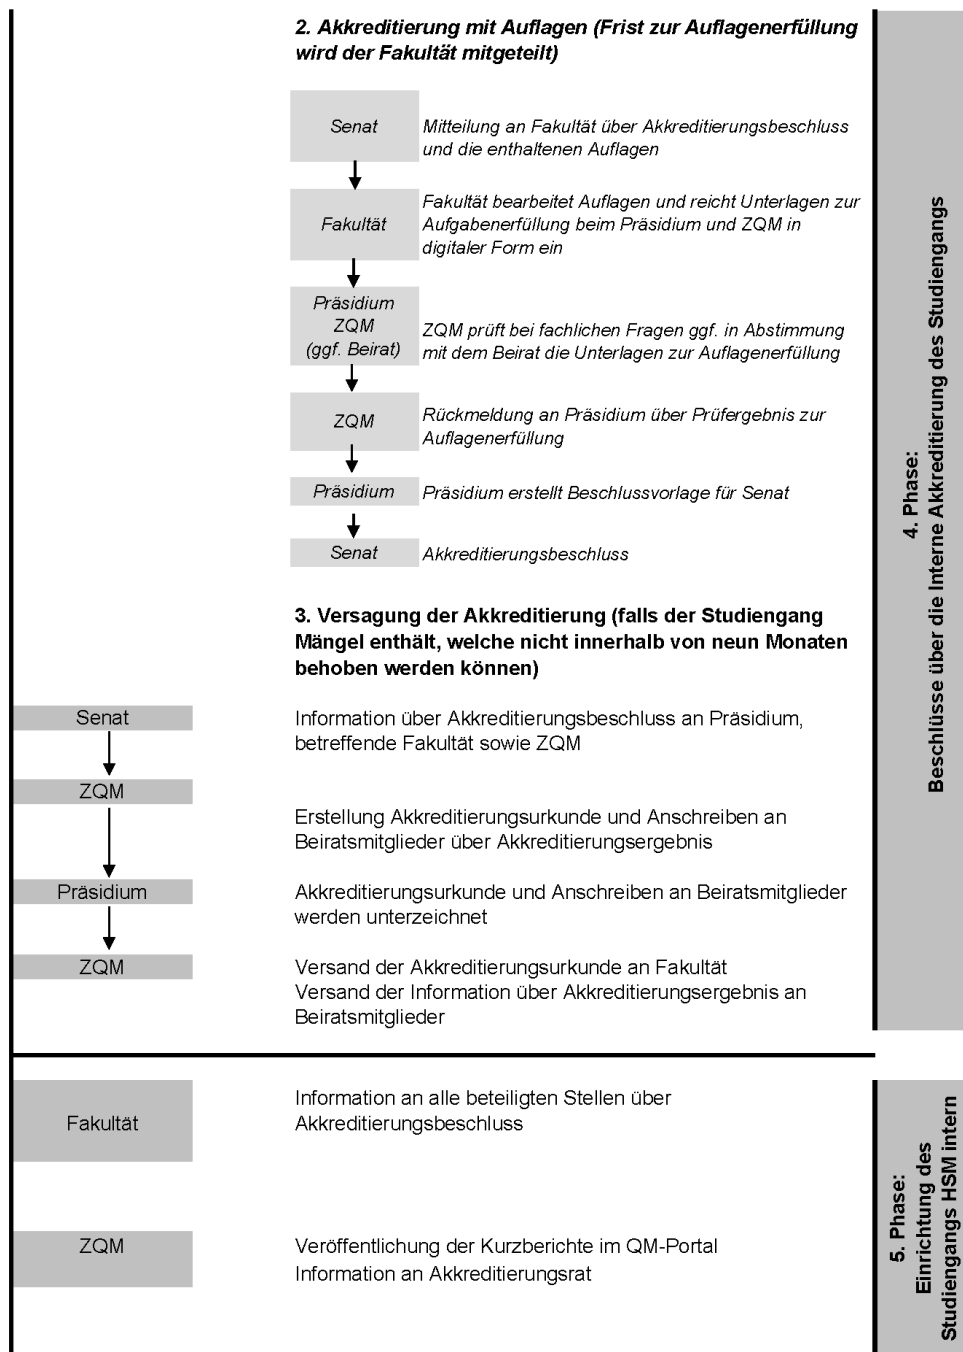 2. Akkreditierung mit Auflagen (Frist zur Auflagenerfüllung
wird der Fakultät mitgeteilt)
Senat
Mitteilung an Fakultät über Akkreditierungsbeschluss
und die enthaltenen Auflagen
Fakultät
Fakultät bearbeitet Auflagen und reicht Unterlagen zur
Aufgabenerfüllung beim Präsidium und ZQM in
digitaler Form ein
Präsidium
ZQM
(ggf. Beirat)
ZQM prüft bei fachlichen Fragen ggf. in Abstimmung
mit dem Beirat die Unterlagen zur Auflagenerfüllung
ZQM
Rückmeldung an Präsidium über Prüfergebnis zur
Auflagenerfüllung
Präsidium
Präsidium erstellt Beschlussvorlage für Senat
Senat
Akkreditierungsbeschluss
3. Versagung der Akkreditierung (falls der Studiengang
Mängel enthält, welche nicht innerhalb von neun Monaten
behoben werden können)
Senat
Information über Akkreditierungsbeschluss an Präsidium,
betreffende Fakultät sowie ZQM
ZQM
Erstellung Akkreditierungsurkunde und Anschreiben an
Beiratsmitglieder über Akkreditierungsergebnis
Präsidium
Akkreditierungsurkunde und Anschreiben an Beiratsmitglieder
werden unterzeichnet
ZQM
Versand der Akkreditierungsurkunde an Fakultät
Versand der Information über Akkreditierungsergebnis an
Beiratsmitglieder
4. Phase:
Beschlüsse über die Interne Akkreditierung des Studiengangs
Fakultät
Information an alle beteiligten Stellen über
Akkreditierungsbeschluss
ZQM
Veröffentlichung der Kurzberichte im QM-Portal
Information an Akkreditierungsrat
5. Phase:
Einrichtung des
Studiengangs HSM intern